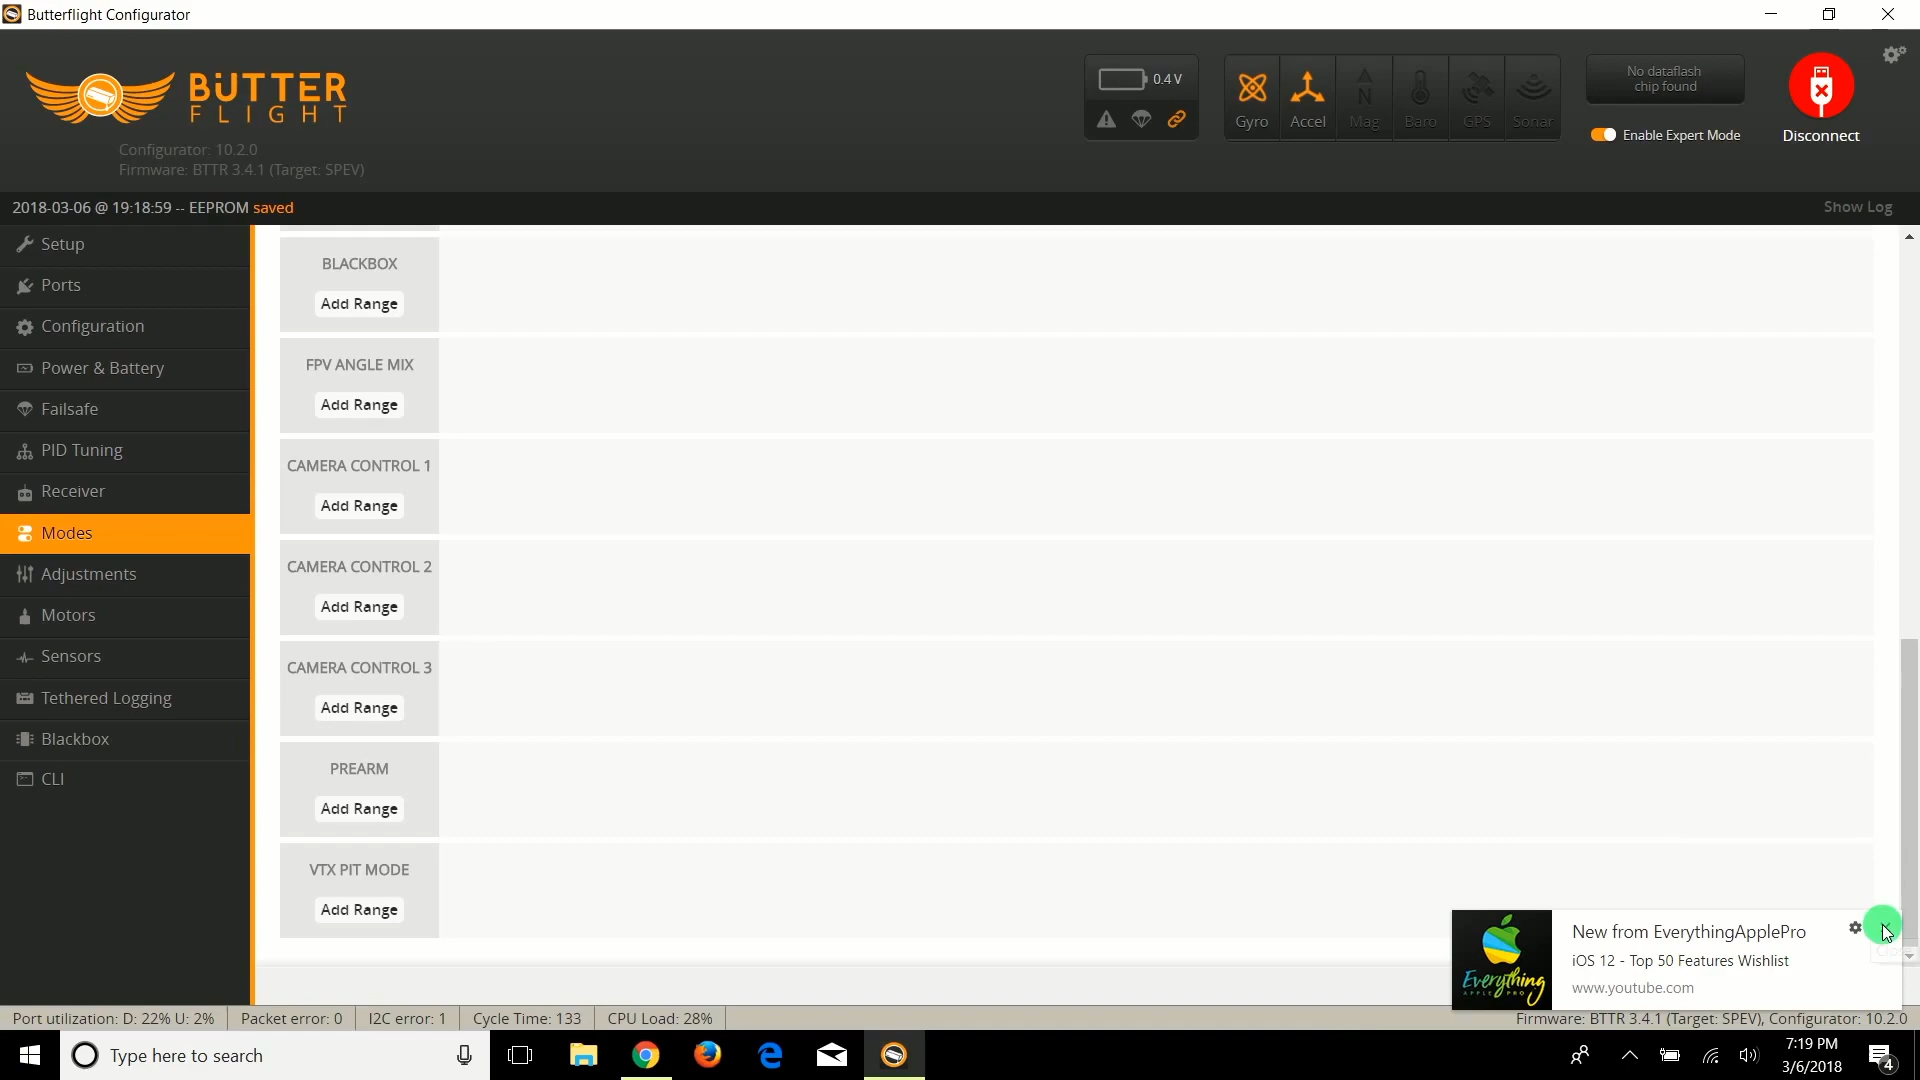 Butterflight Configurator
BUTTER
FLIGHT
Configurator: 10.2.0
Firmware: BTTR 3.4.1 (Target: SPEV)
0.4 V
Gyro
Accel
Mag
Baro
GPS
Sonar
No dataflash
chip found
Enable Expert Mode
Disconnect
2018-03-06 @ 19:18:59 -- EEPROM saved
Show Log
Setup
Ports
Configuration
Power & Battery
Failsafe
PID Tuning
Receiver
Modes
Adjustments
Motors
Sensors
Tethered Logging
Blackbox
CLI
BLACKBOX
Add Range
FPV ANGLE MIX
Add Range
CAMERA CONTROL 1
Add Range
CAMERA CONTROL 2
Add Range
CAMERA CONTROL 3
Add Range
PREARM
Add Range
VTX PIT MODE
Add Range
Everything
APPLE PRO
New from EverythingApplePro
iOS 12 - Top 50 Features Wishlist
www.youtube.com
Port utilization: D: 22% U: 2%
Packet error: 0
I2C error: 1
Cycle Time: 133
CPU Load: 28%
Firmware: BTTR 3.4.1 (Target: SPEV), Configurator: 10.2.0
Type here to search
7:19 PM
3/6/2018
4